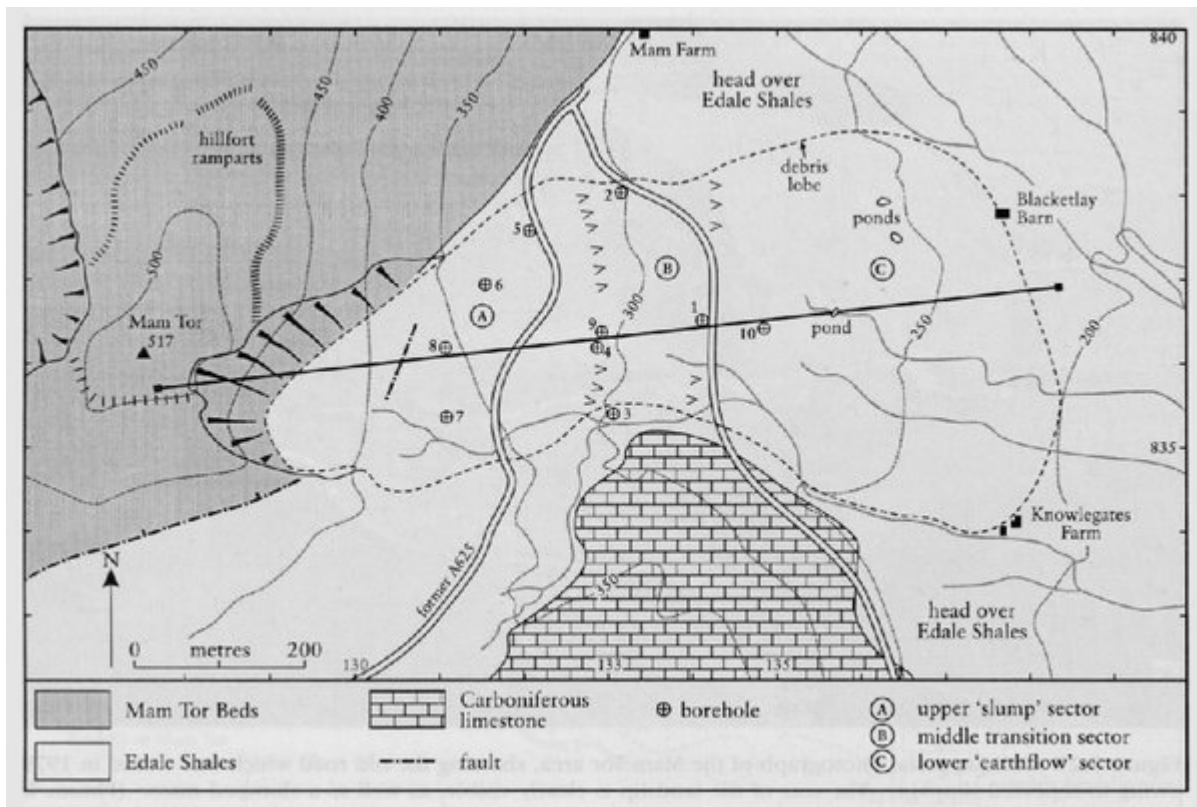 840
Mam Farm
450
450
400
350
head over
Edale Shales
hillfort
ramparts
debris
lobe
2
Blacketlay
Barn
ponds
5
B
C
500
6
300
A
1
9
10
pond
250
200
Mam Tor
517
8
4
7
3
835
Knowlegates
Farm
N
former A625
350
head over
Edale Shales
0 metres 200
130
133
135
Mam Tor Beds
Edale Shales
Carboniferous
limestone
fault
borehole
A upper 'slump' sector
B middle transition sector
C lower 'earthflow' sector